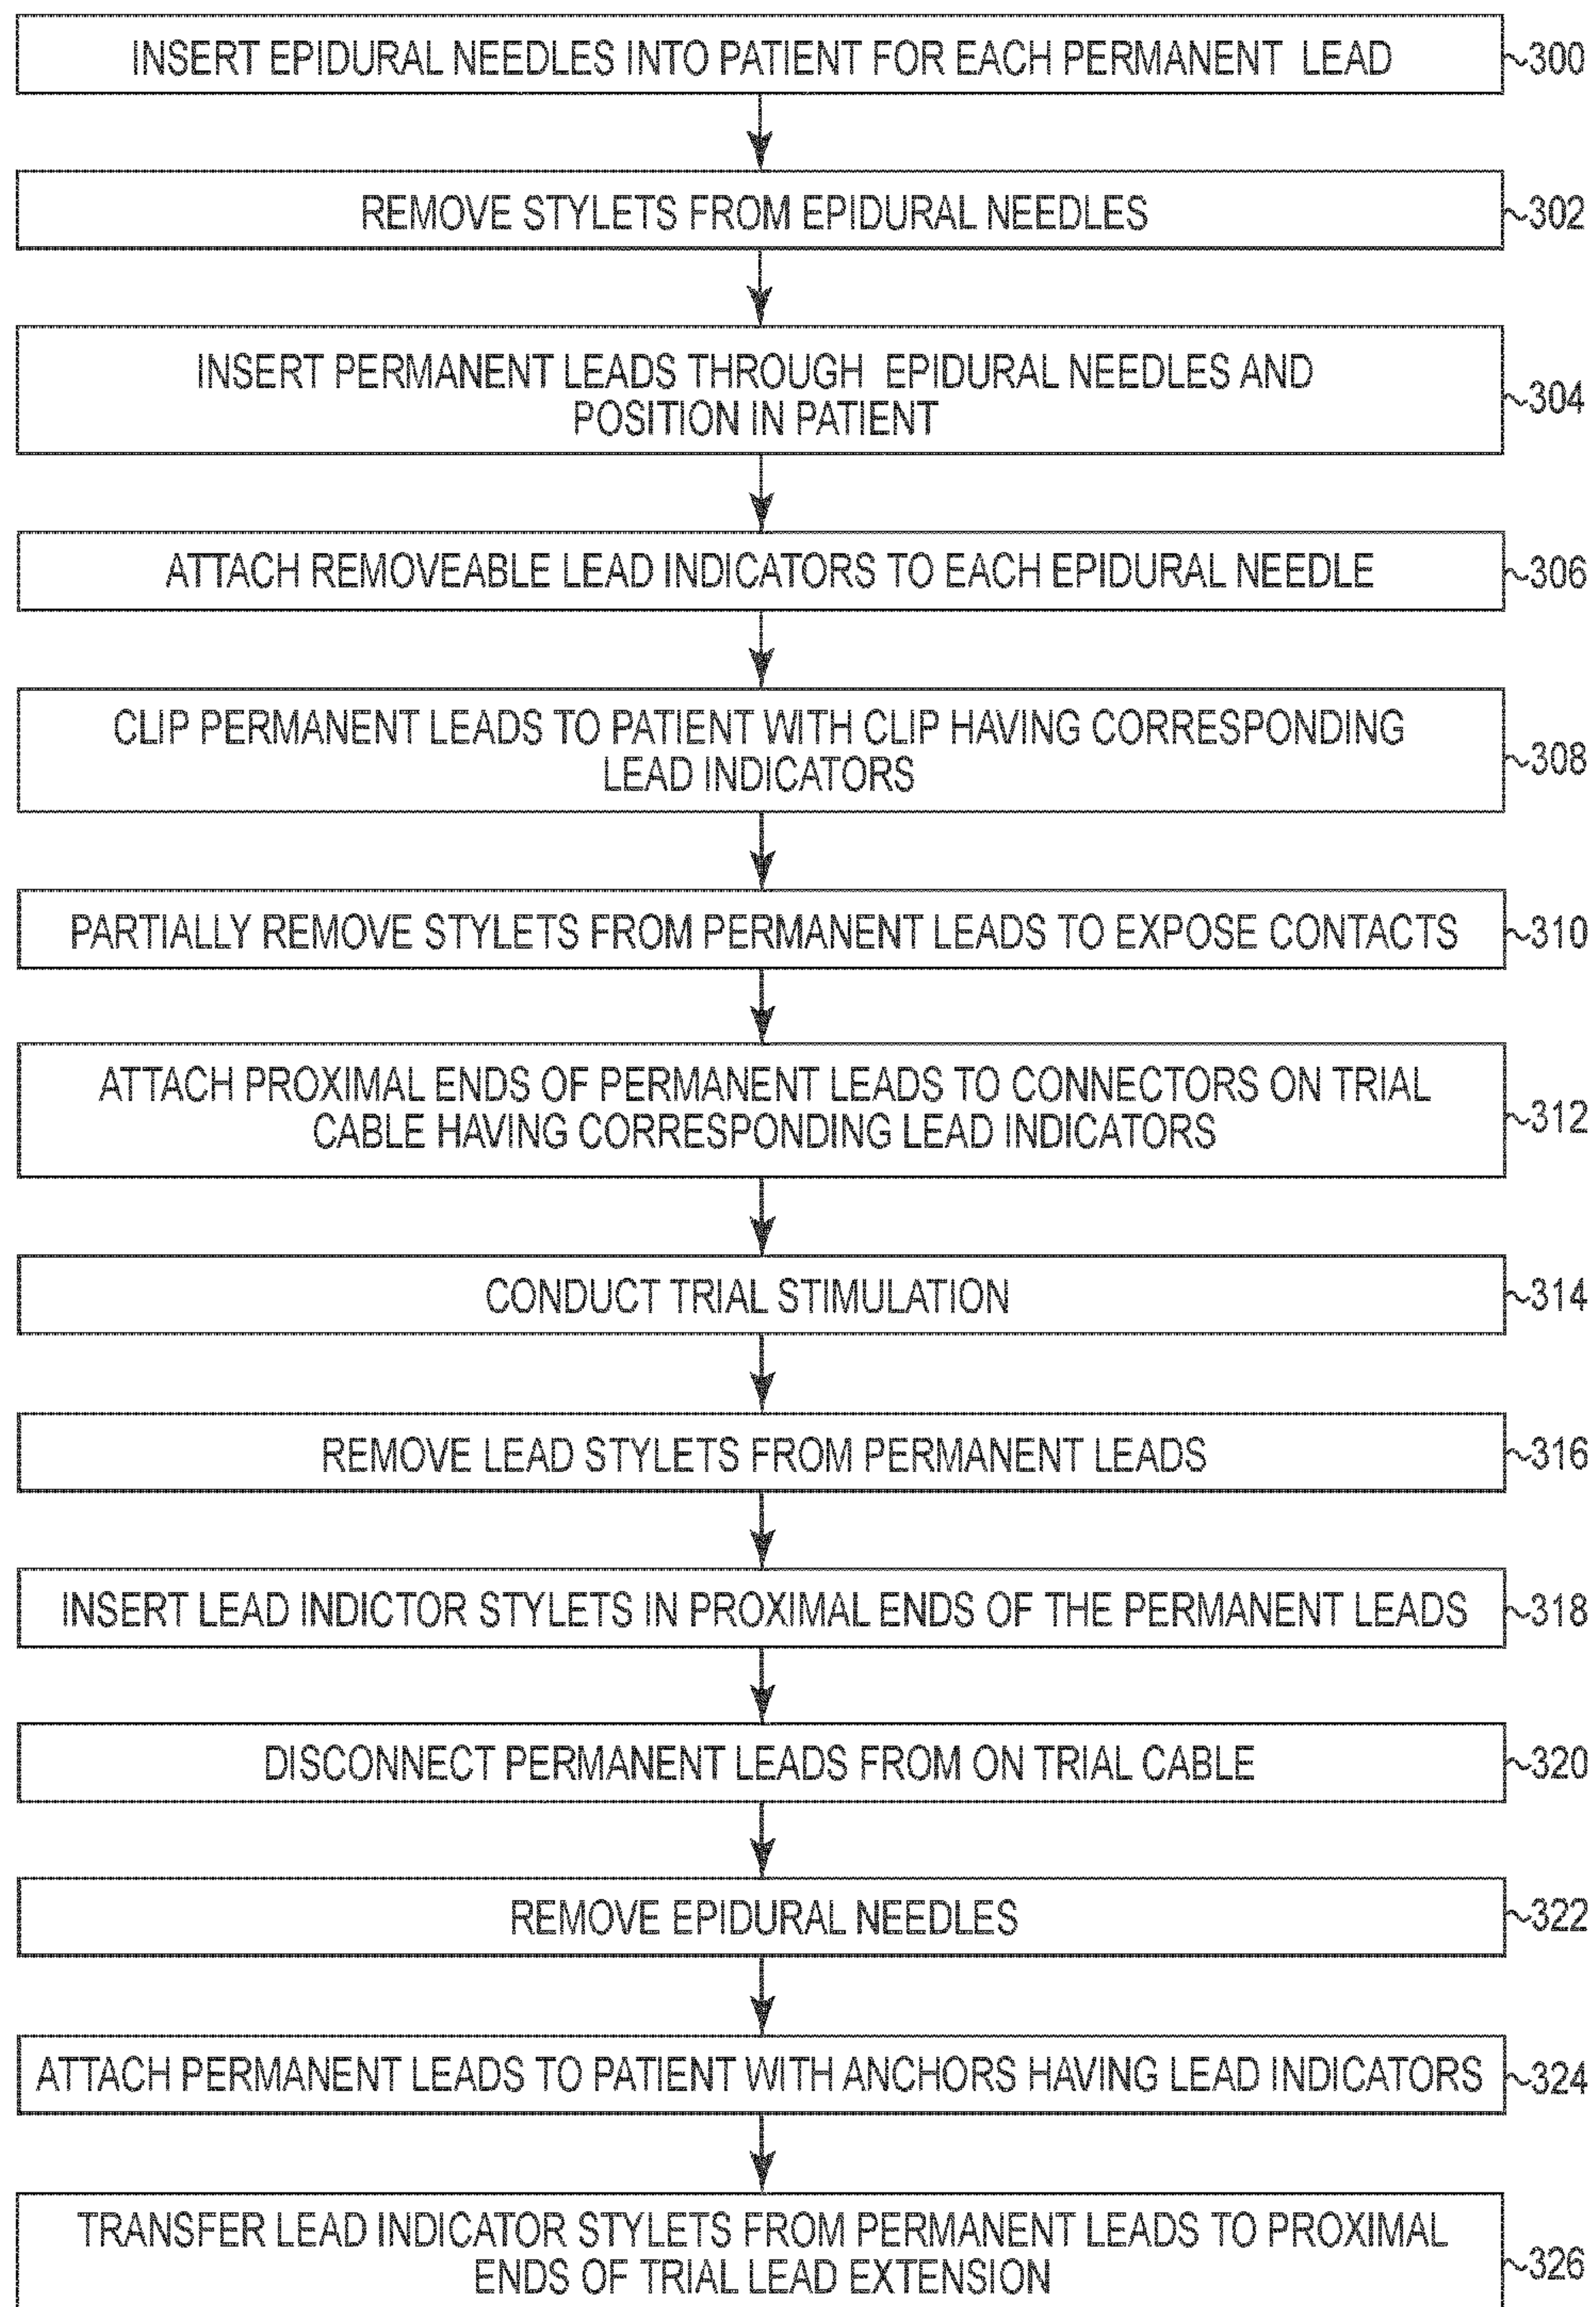 INSERT EPIDURAL NEEDLES INTO PATIENT FOR EACH PERMANENT LEAD
300
REMOVE STYLETS FROM EPIDURAL NEEDLES
302
INSERT PERMANENT LEADS THROUGH EPIDURAL NEEDLES AND
POSITION IN PATIENT
304
ATTACH REMOVEABLE LEAD INDICATORS TO EACH EPIDURAL NEEDLE
306
CLIP PERMANENT LEADS TO PATIENT WITH CLIP HAVING CORRESPONDING
LEAD INDICATORS
308
PARTIALLY REMOVE STYLETS FROM PERMANENT LEADS TO EXPOSE CONTACTS
310
ATTACH PROXIMAL ENDS OF PERMANENT LEADS TO CONNECTORS ON TRIAL
CABLE HAVING CORRESPONDING LEAD INDICATORS
312
CONDUCT TRIAL STIMULATION
314
REMOVE LEAD STYLETS FROM PERMANENT LEADS
316
INSERT LEAD INDICTOR STYLETS IN PROXIMAL ENDS OF THE PERMANENT LEADS
318
DISCONNECT PERMANENT LEADS FROM ON TRIAL CABLE
320
REMOVE EPIDURAL NEEDLES
322
ATTACH PERMANENT LEADS TO PATIENT WITH ANCHORS HAVING LEAD INDICATORS
324
TRANSFER LEAD INDICATOR STYLETS FROM PERMANENT LEADS TO PROXIMAL
ENDS OF TRIAL LEAD EXTENSION
326